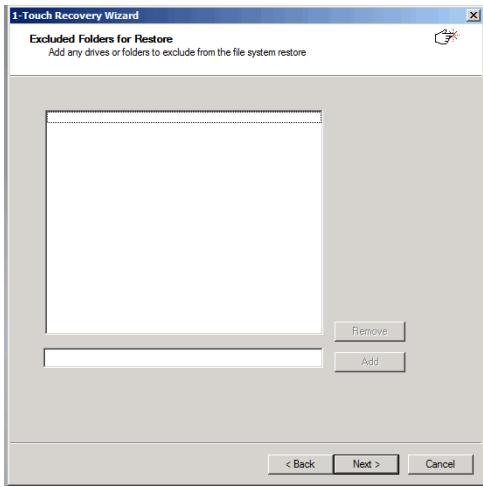 1-Touch Recovery Wizard
Excluded Folders for Restore
Add any drives or folders to exclude from the file system restore
Remove
Add
< Back
Next >
Cancel